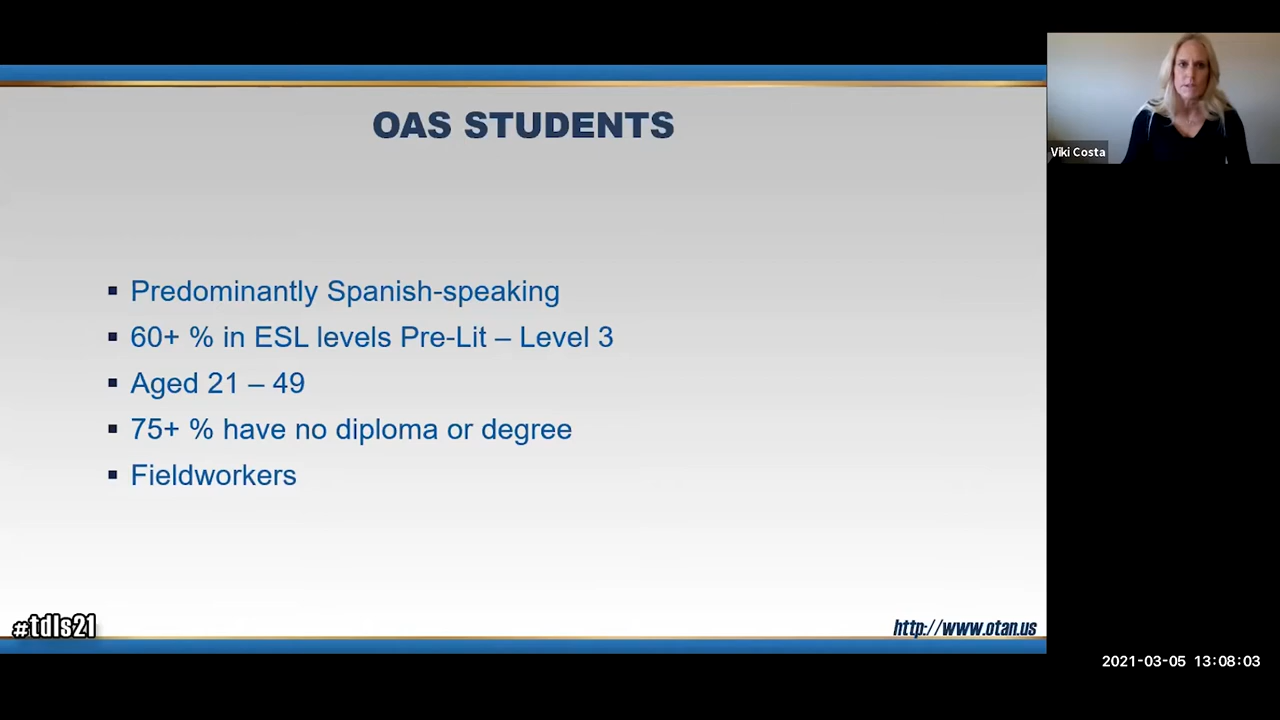 OAS STUDENTS
Viki Costa
▪ Predominantly Spanish-speaking
▪ 60+ % in ESL levels Pre-Lit – Level 3
▪ Aged 21 – 49
▪ 75+ % have no diploma or degree
▪ Fieldworkers
#tdls21
http://www.otan.us
2021-03-05 13:08:03